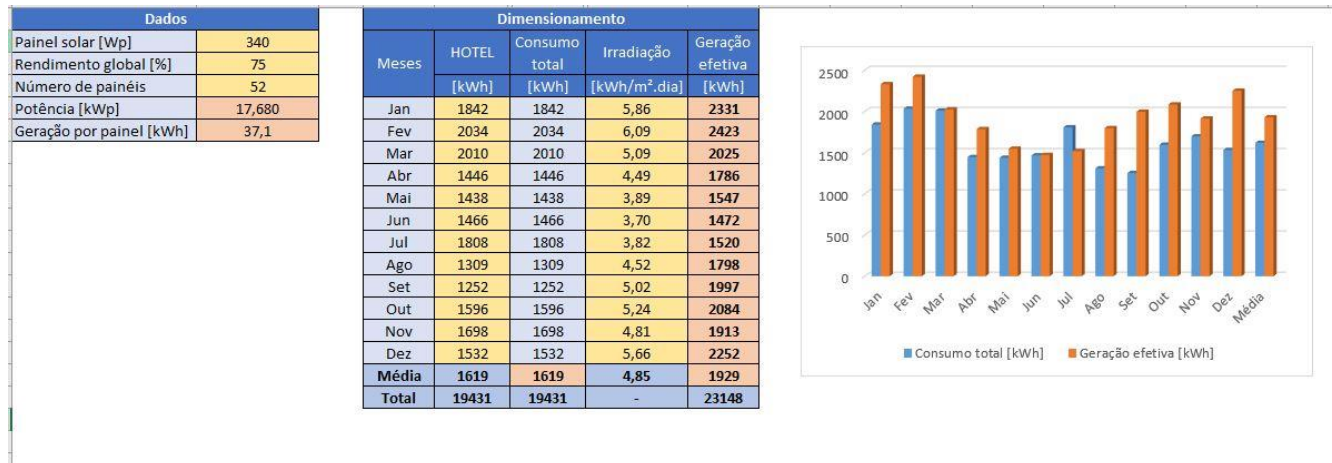 Dados
Painel solar [Wp] 340
Rendimento global [%] 75
Número de painéis 52
Potência [kWp] 17,680
Geração por painel [kWh] 37,1
Dimensionamento
Meses HOTEL Consumo total Irradiação Geração efetiva
[kWh] [kWh] [kWh/m².dia] [kWh]
Jan 1842 1842 5,86 2331
Fev 2034 2034 6,09 2423
Mar 2010 2010 5,09 2025
Abr 1446 1446 4,49 1786
Mai 1438 1438 3,89 1547
Jun 1466 1466 3,70 1472
Jul 1808 1808 3,82 1520
Ago 1309 1309 4,52 1798
Set 1252 1252 5,02 1997
Out 1596 1596 5,24 2084
Nov 1698 1698 4,81 1913
Dez 1532 1532 5,66 2252
Média 1619 1619 4,85 1929
Total 19431 19431 - 23148
2500
2000
1500
1000
500
0
Jan Fev Mar Abr Mai Jun Jul Ago Set Out Nov Dez Média
Consumo total [kWh] Geração efetiva [kWh]